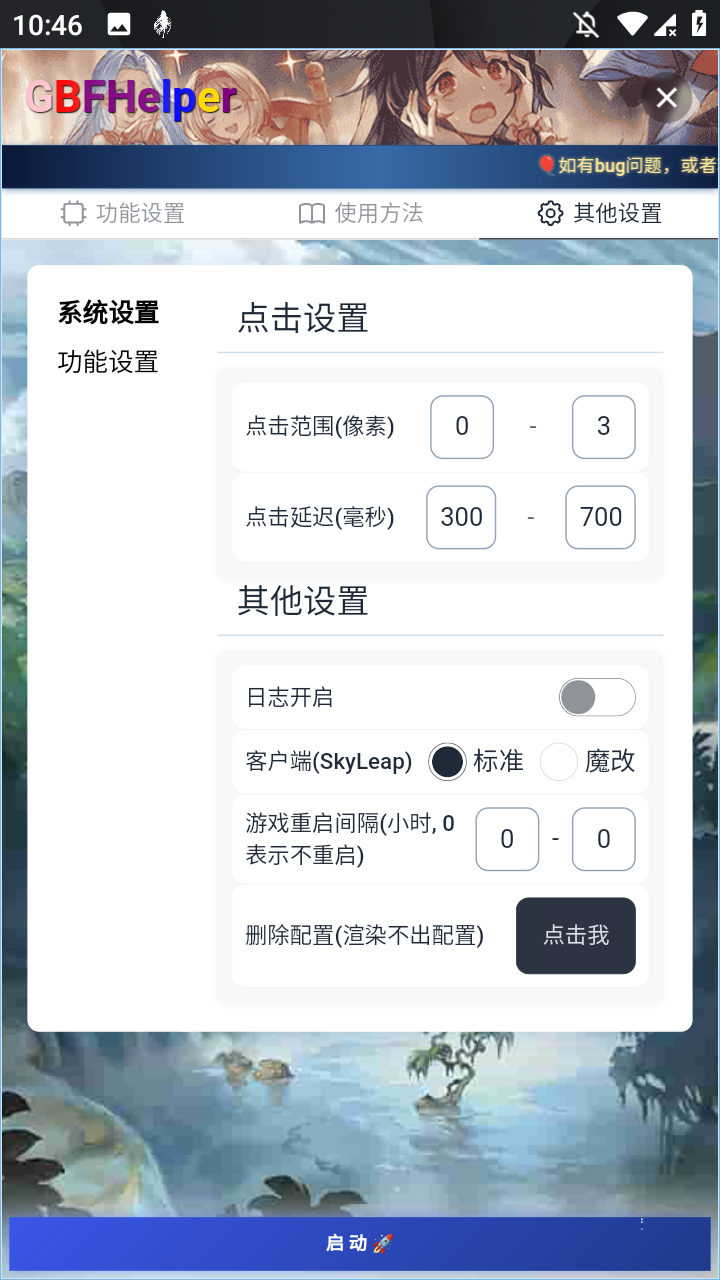 10:46
GBFHelper
🎈如有bug问题，或者
功能设置
使用方法
其他设置
系统设置
功能设置
点击设置
点击范围(像素) 0 - 3
点击延迟(毫秒) 300 - 700
其他设置
日志开启
客户端(SkyLeap) 标准 魔改
游戏重启间隔(小时, 0
表示不重启)
0 - 0
删除配置(渲染不出配置) 点击我
启动🚀